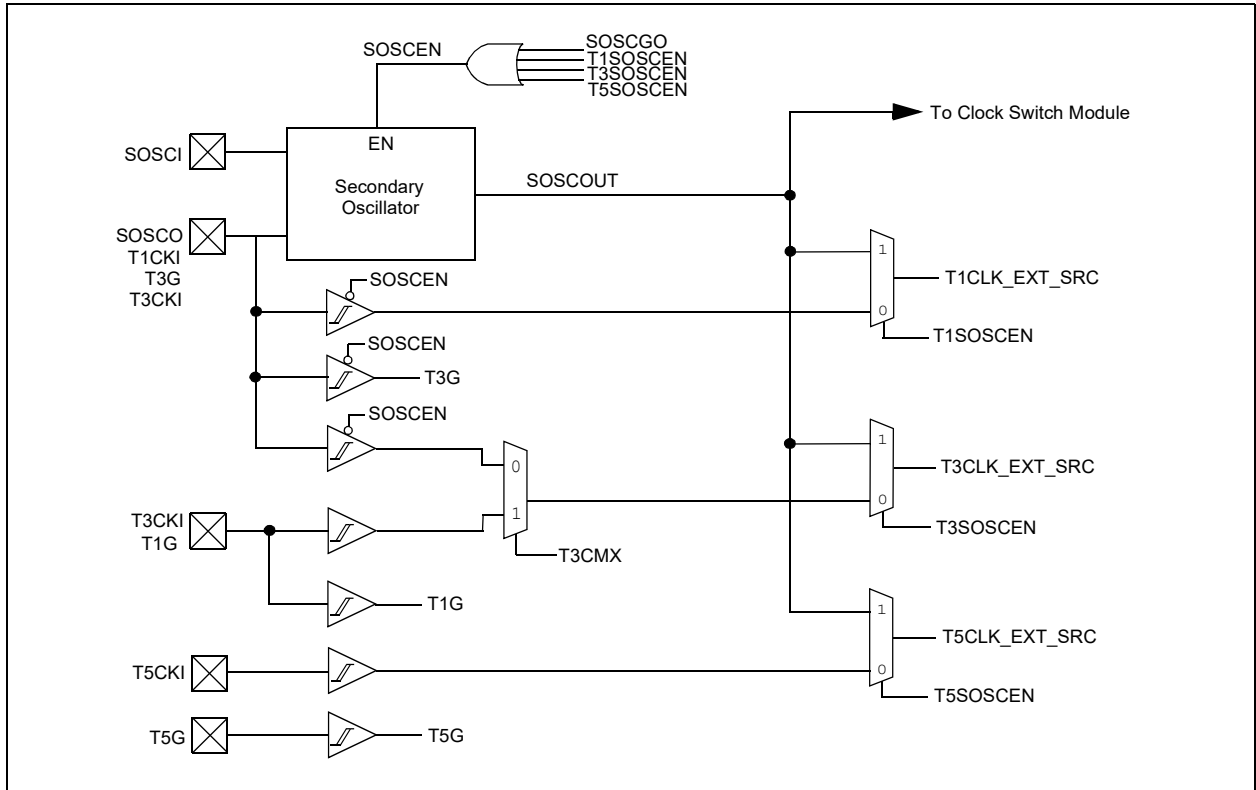 SOSCEN
SOSCGO
T1SOSCEN
T3SOSCEN
T5SOSCEN
To Clock Switch Module
SOSCI
EN
Secondary
Oscillator
SOSCOUT
SOSCO
T1CKI
T3G
T3CKI
SOSCEN
1
0
T1CLK_EXT_SRC
T1SOSCEN
SOSCEN
T3G
SOSCEN
0
1
T3CMX
1
0
T3CLK_EXT_SRC
T3SOSCEN
T3CKI
T1G
T1G
1
0
T5CLK_EXT_SRC
T5SOSCEN
T5CKI
T5G
T5G